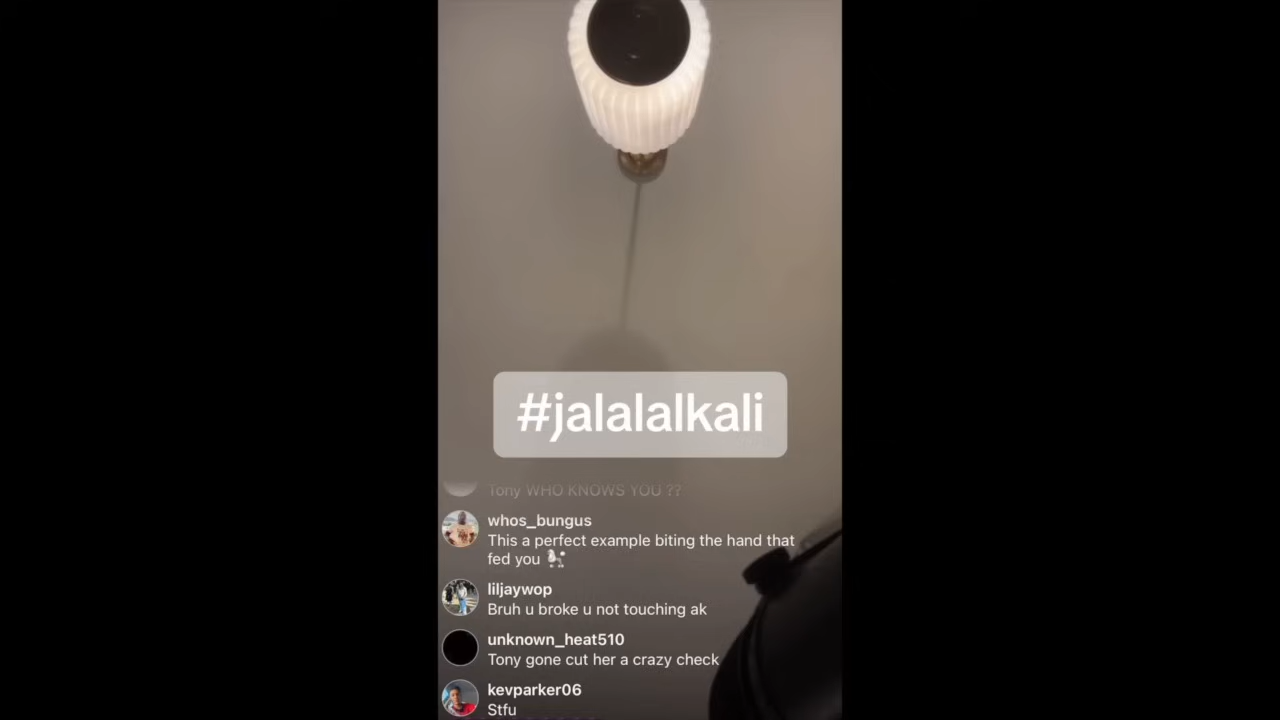 #jalalalkali
Tony WHO KNOWS YOU ??
whos_bungus
This a perfect example biting the hand that
fed you 🐩
liljaywop
Bruh u broke u not touching ak
unknown_heat510
Tony gone cut her a crazy check
kevparker06
Stfu